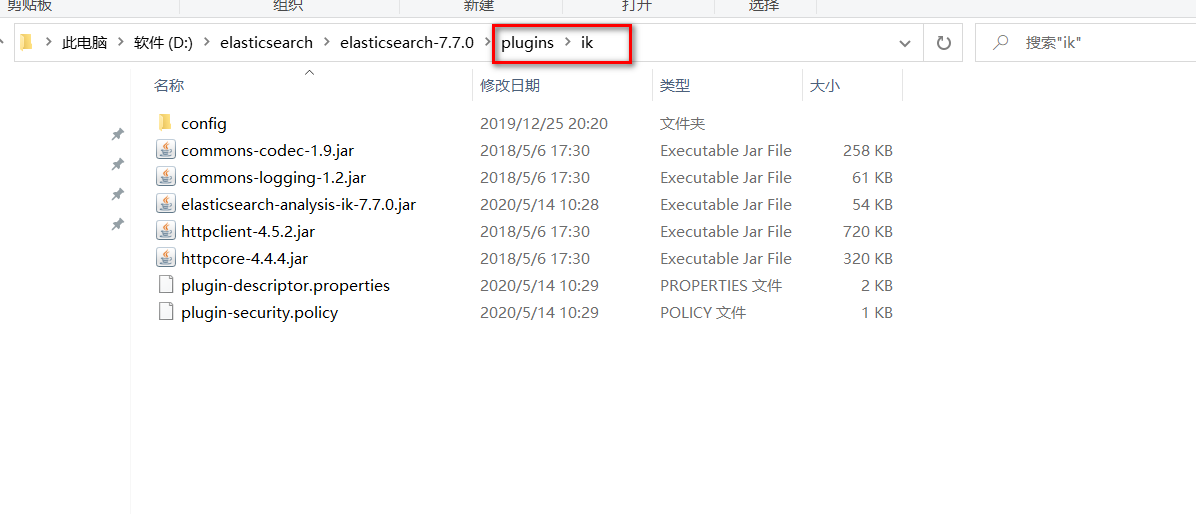 剪贴板 组织 新建 打开 选择
此电脑 软件 (D:) elasticsearch elasticsearch-7.7.0 plugins ik 搜索"ik"
名称 修改日期 类型 大小
config 2019/12/25 20:20 文件夹
commons-codec-1.9.jar 2018/5/6 17:30 Executable Jar File 258 KB
commons-logging-1.2.jar 2018/5/6 17:30 Executable Jar File 61 KB
elasticsearch-analysis-ik-7.7.0.jar 2020/5/14 10:28 Executable Jar File 54 KB
httpclient-4.5.2.jar 2018/5/6 17:30 Executable Jar File 720 KB
httpcore-4.4.4.jar 2018/5/6 17:30 Executable Jar File 320 KB
plugin-descriptor.properties 2020/5/14 10:29 PROPERTIES 文件 2 KB
plugin-security.policy 2020/5/14 10:29 POLICY 文件 1 KB